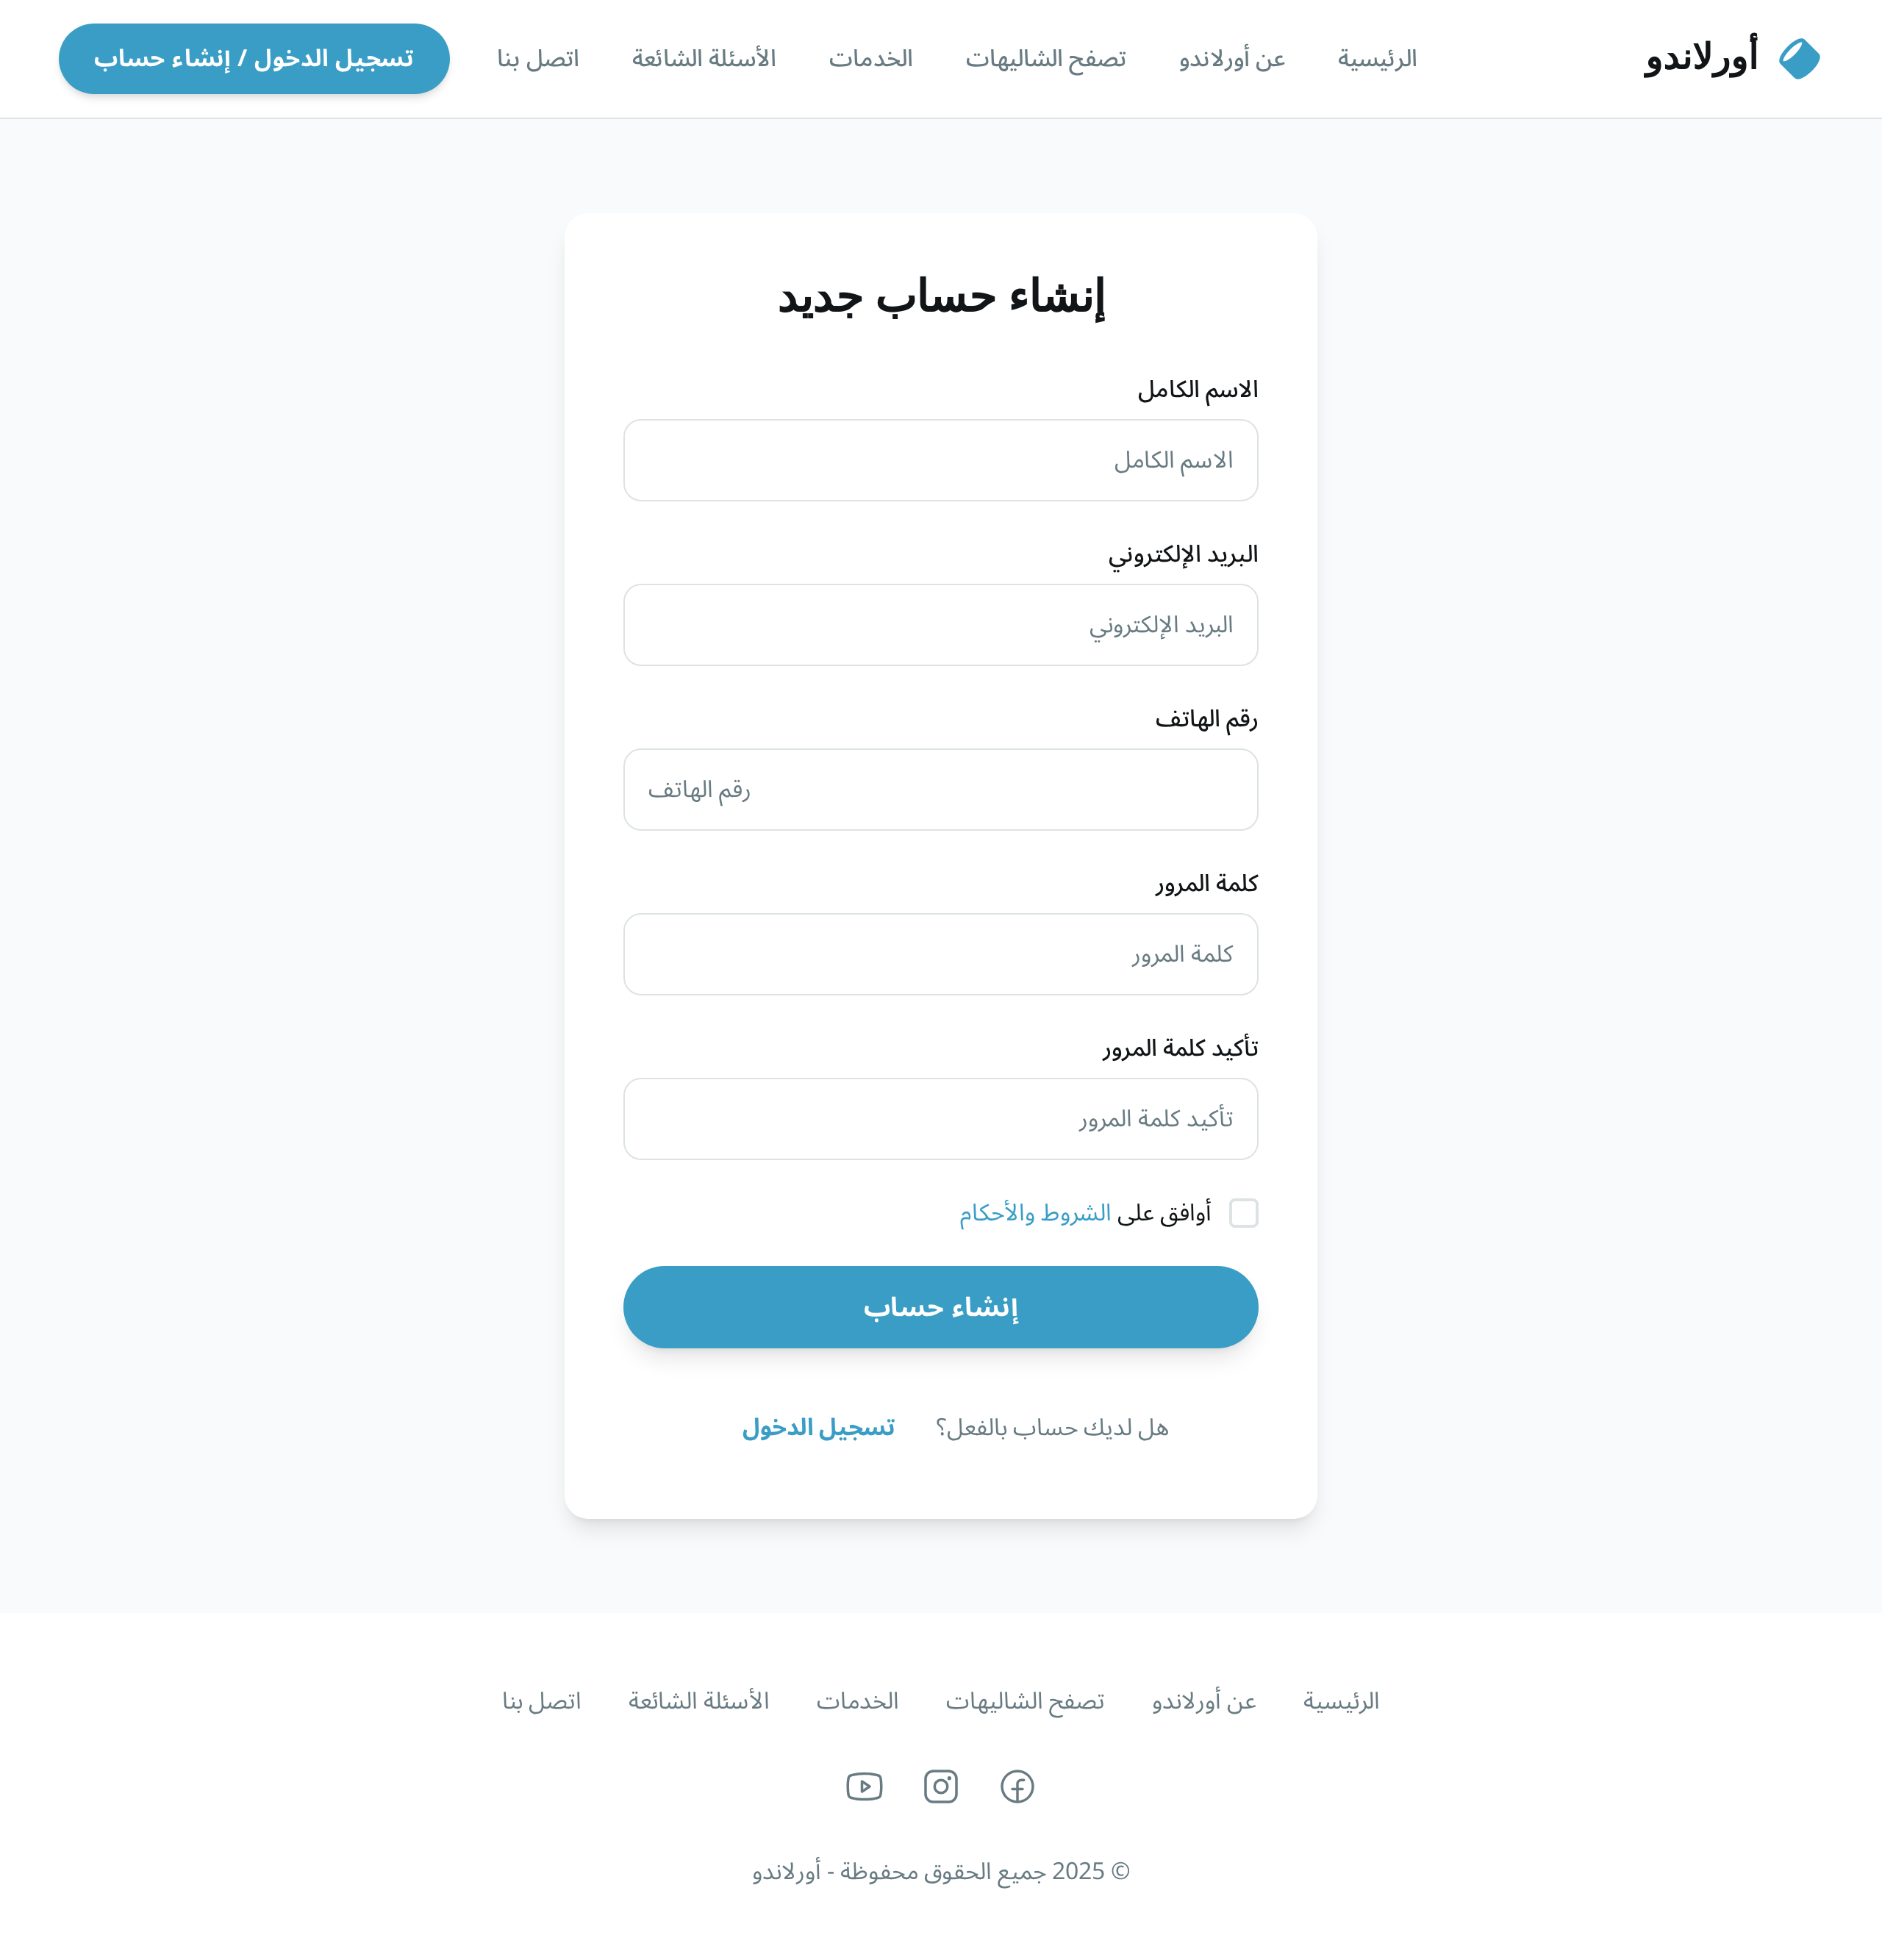 أورلاندو
الرئيسية
عن أورلاندو
تصفح الشاليهات
الخدمات
الأسئلة الشائعة
اتصل بنا
تسجيل الدخول / إنشاء حساب
إنشاء حساب جديد
الاسم الكامل
الاسم الكامل
البريد الإلكتروني
البريد الإلكتروني
رقم الهاتف
رقم الهاتف
كلمة المرور
كلمة المرور
تأكيد كلمة المرور
تأكيد كلمة المرور
أوافق على الشروط والأحكام
إنشاء حساب
هل لديك حساب بالفعل؟ تسجيل الدخول
الرئيسية
عن أورلاندو
تصفح الشاليهات
الخدمات
الأسئلة الشائعة
اتصل بنا
© 2025 جميع الحقوق محفوظة - أورلاندو